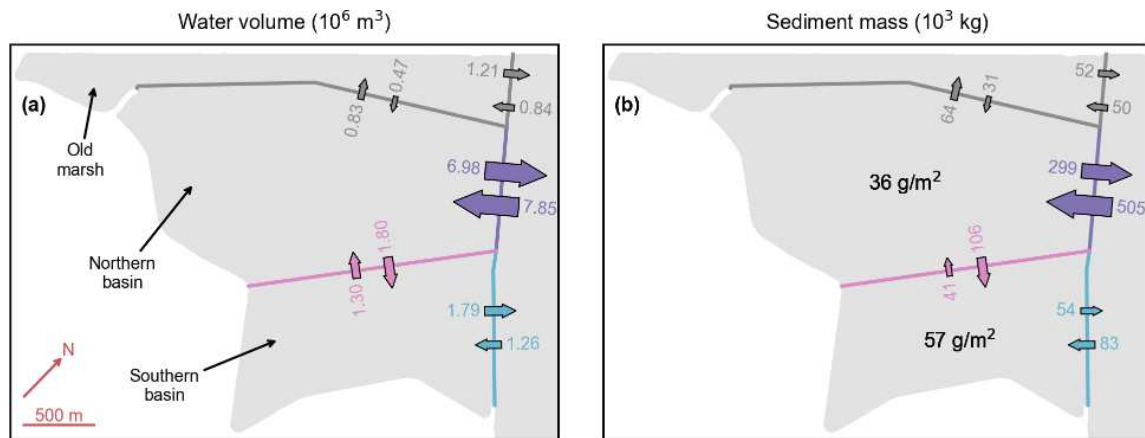 Water volume (10⁶ m³)
(a)
1.21
0.84
0.83
0.47
Old
marsh
6.98
7.85
Northern
basin
1.30
1.80
1.79
1.26
Southern
basin
N
500 m
Sediment mass (10³ kg)
(b)
52
50
64
31
299
505
36 g/m²
41
106
54
83
57 g/m²